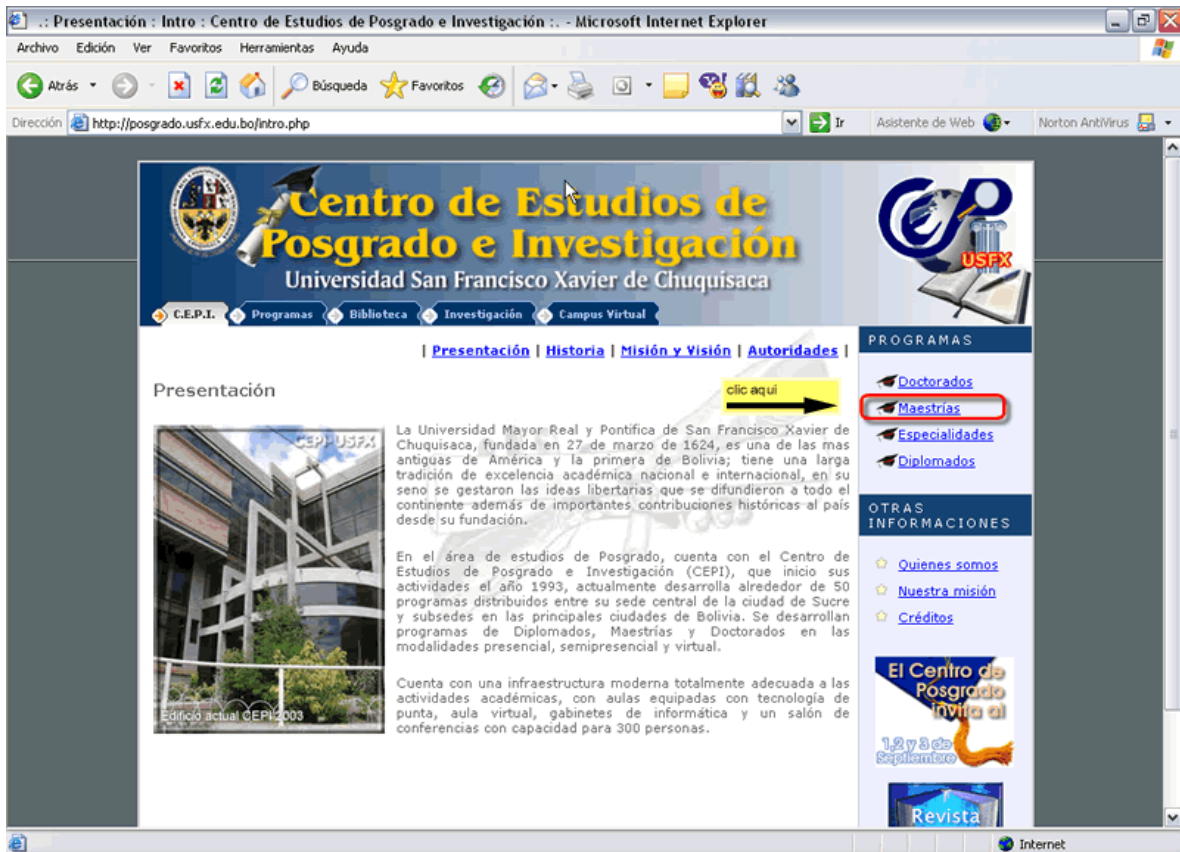 .: Presentación : Intro : Centro de Estudios de Posgrado e Investigación :. - Microsoft Internet Explorer
Archivo Edición Ver Favoritos Herramientas Ayuda
Atrás Búsqueda Favoritos
Dirección http://posgrado.usfx.edu.bo/intro.php Ir Asistente de Web Norton AntiVirus
Centro de Estudios de
Posgrado e Investigación
Universidad San Francisco Xavier de Chuquisaca
USFX
C.E.P.I. Programas Biblioteca Investigación Campus Virtual
| Presentación | Historia | Misión y Visión | Autoridades |
Presentación
clic aqui
CEPI-USFX
Edificio actual CEPI 2003
La Universidad Mayor Real y Pontifica de San Francisco Xavier de
Chuquisaca, fundada en 27 de marzo de 1624, es una de las mas
antiguas de América y la primera de Bolivia; tiene una larga
tradición de excelencia académica nacional e internacional, en su
seno se gestaron las ideas libertarias que se difundieron a todo el
continente además de importantes contribuciones históricas al país
desde su fundación.
En el área de estudios de Posgrado, cuenta con el Centro de
Estudios de Posgrado e Investigación (CEPI), que inicio sus
actividades el año 1993, actualmente desarrolla alrededor de 50
programas distribuidos entre su sede central de la ciudad de Sucre
y subsedes en las principales ciudades de Bolivia. Se desarrollan
programas de Diplomados, Maestrías y Doctorados en las
modalidades presencial, semipresencial y virtual.
Cuenta con una infraestructura moderna totalmente adecuada a las
actividades académicas, con aulas equipadas con tecnología de
punta, aula virtual, gabinetes de informática y un salón de
conferencias con capacidad para 300 personas.
PROGRAMAS
Doctorados
Maestrías
Especialidades
Diplomados
OTRAS
INFORMACIONES
Quienes somos
Nuestra misión
Créditos
El Centro de
Posgrado
invita al
1,2 y 3 de
Septiembre
Revista
Internet